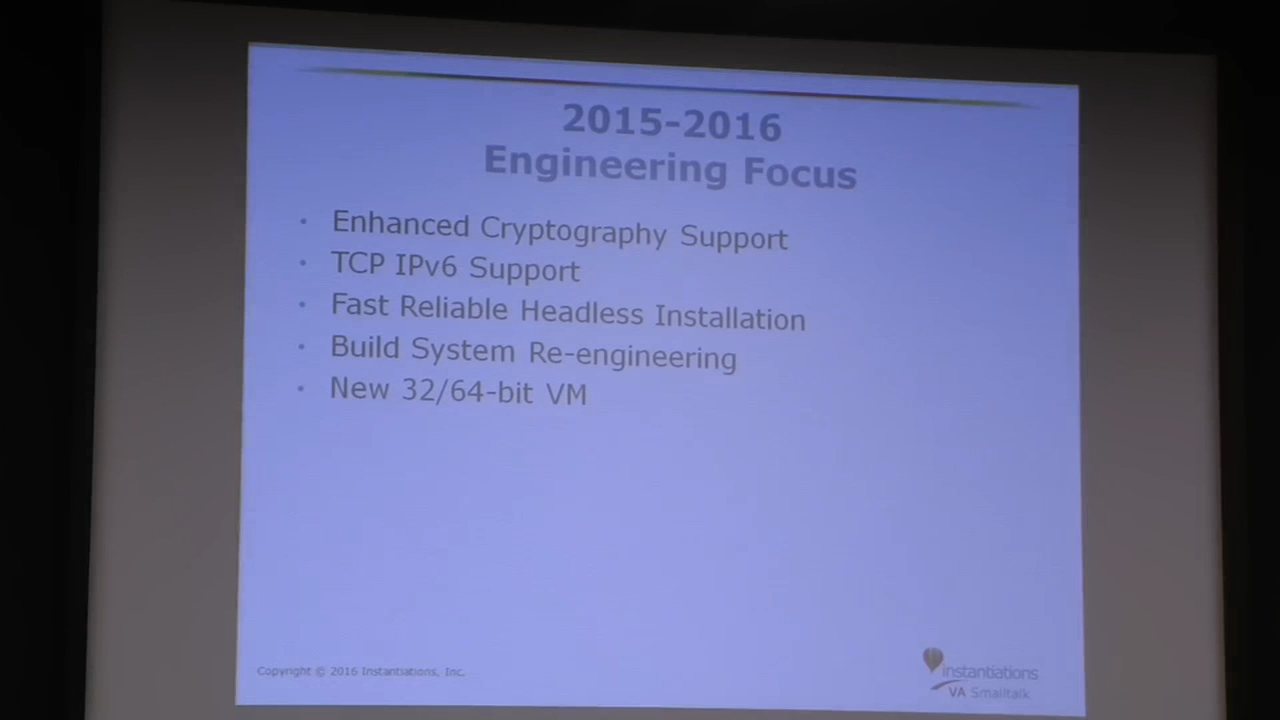 2015-2016
Engineering Focus
• Enhanced Cryptography Support
• TCP IPv6 Support
• Fast Reliable Headless Installation
• Build System Re-engineering
• New 32/64-bit VM
Copyright © 2016 Instantiations, Inc.
instantiations
VA Smalltalk